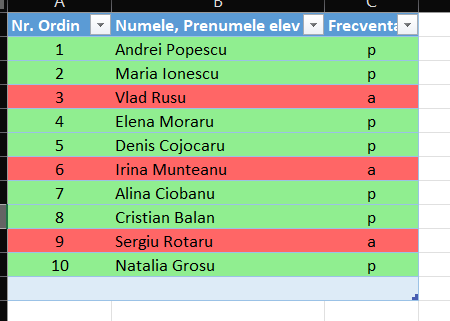 A B C
Nr. Ordin Numele, Prenumele elev Frecventa
1 Andrei Popescu p
2 Maria Ionescu p
3 Vlad Rusu a
4 Elena Moraru p
5 Denis Cojocaru p
6 Irina Munteanu a
7 Alina Ciobanu p
8 Cristian Balan p
9 Sergiu Rotaru a
10 Natalia Grosu p